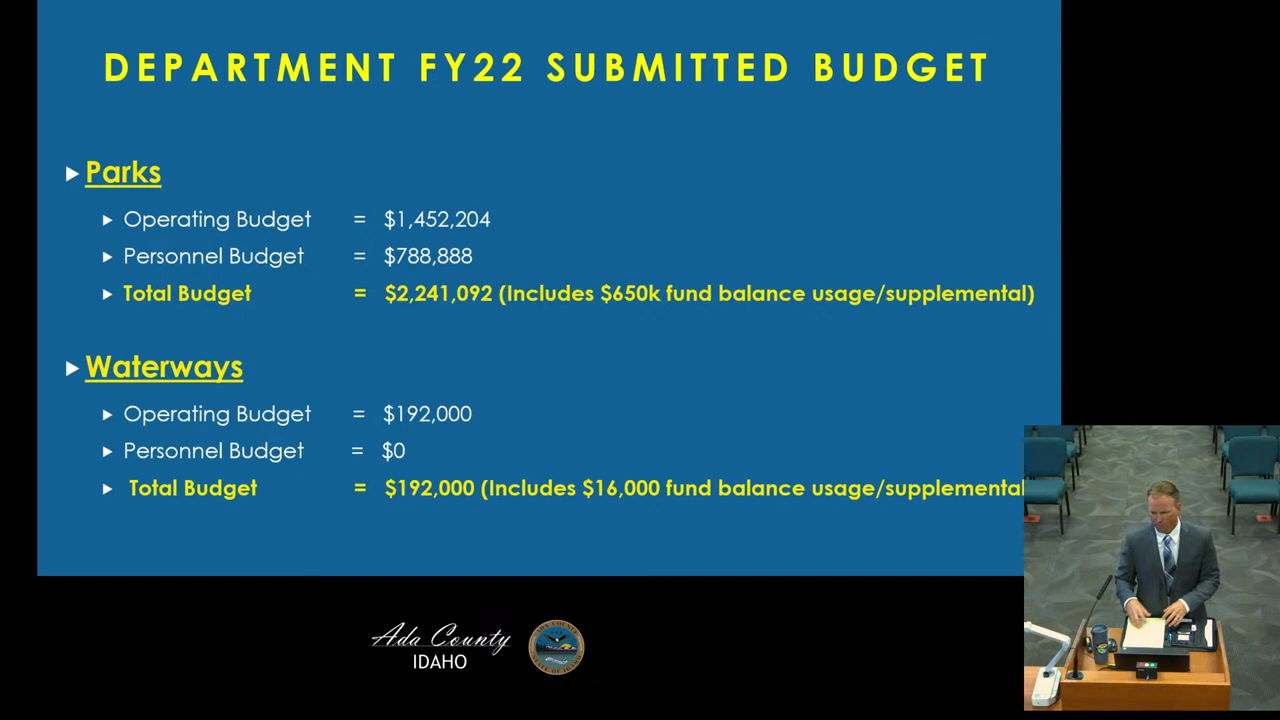 DEPARTMENT FY22 SUBMITTED BUDGET
Parks
Operating Budget = $1,452,204
Personnel Budget = $788,888
Total Budget = $2,241,092 (Includes $650k fund balance usage/supplemental)
Waterways
Operating Budget = $192,000
Personnel Budget = $0
Total Budget = $192,000 (Includes $16,000 fund balance usage/supplemental
Ada County
IDAHO